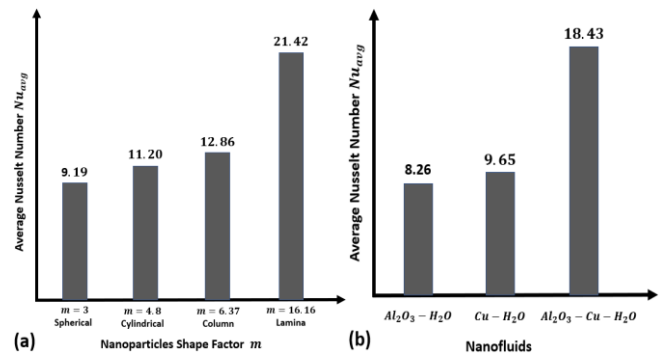 Average Nusselt Number Nu_avg
9.19
11.20
12.86
21.42
m = 3
Spherical
m = 4.8
Cylindrical
m = 6.37
Column
m = 16.16
Lamina
(a)
Nanoparticles Shape Factor m
Average Nusselt Number Nu_avg
8.26
9.65
18.43
Al₂O₃ − H₂O
Cu − H₂O
Al₂O₃ − Cu − H₂O
(b)
Nanofluids